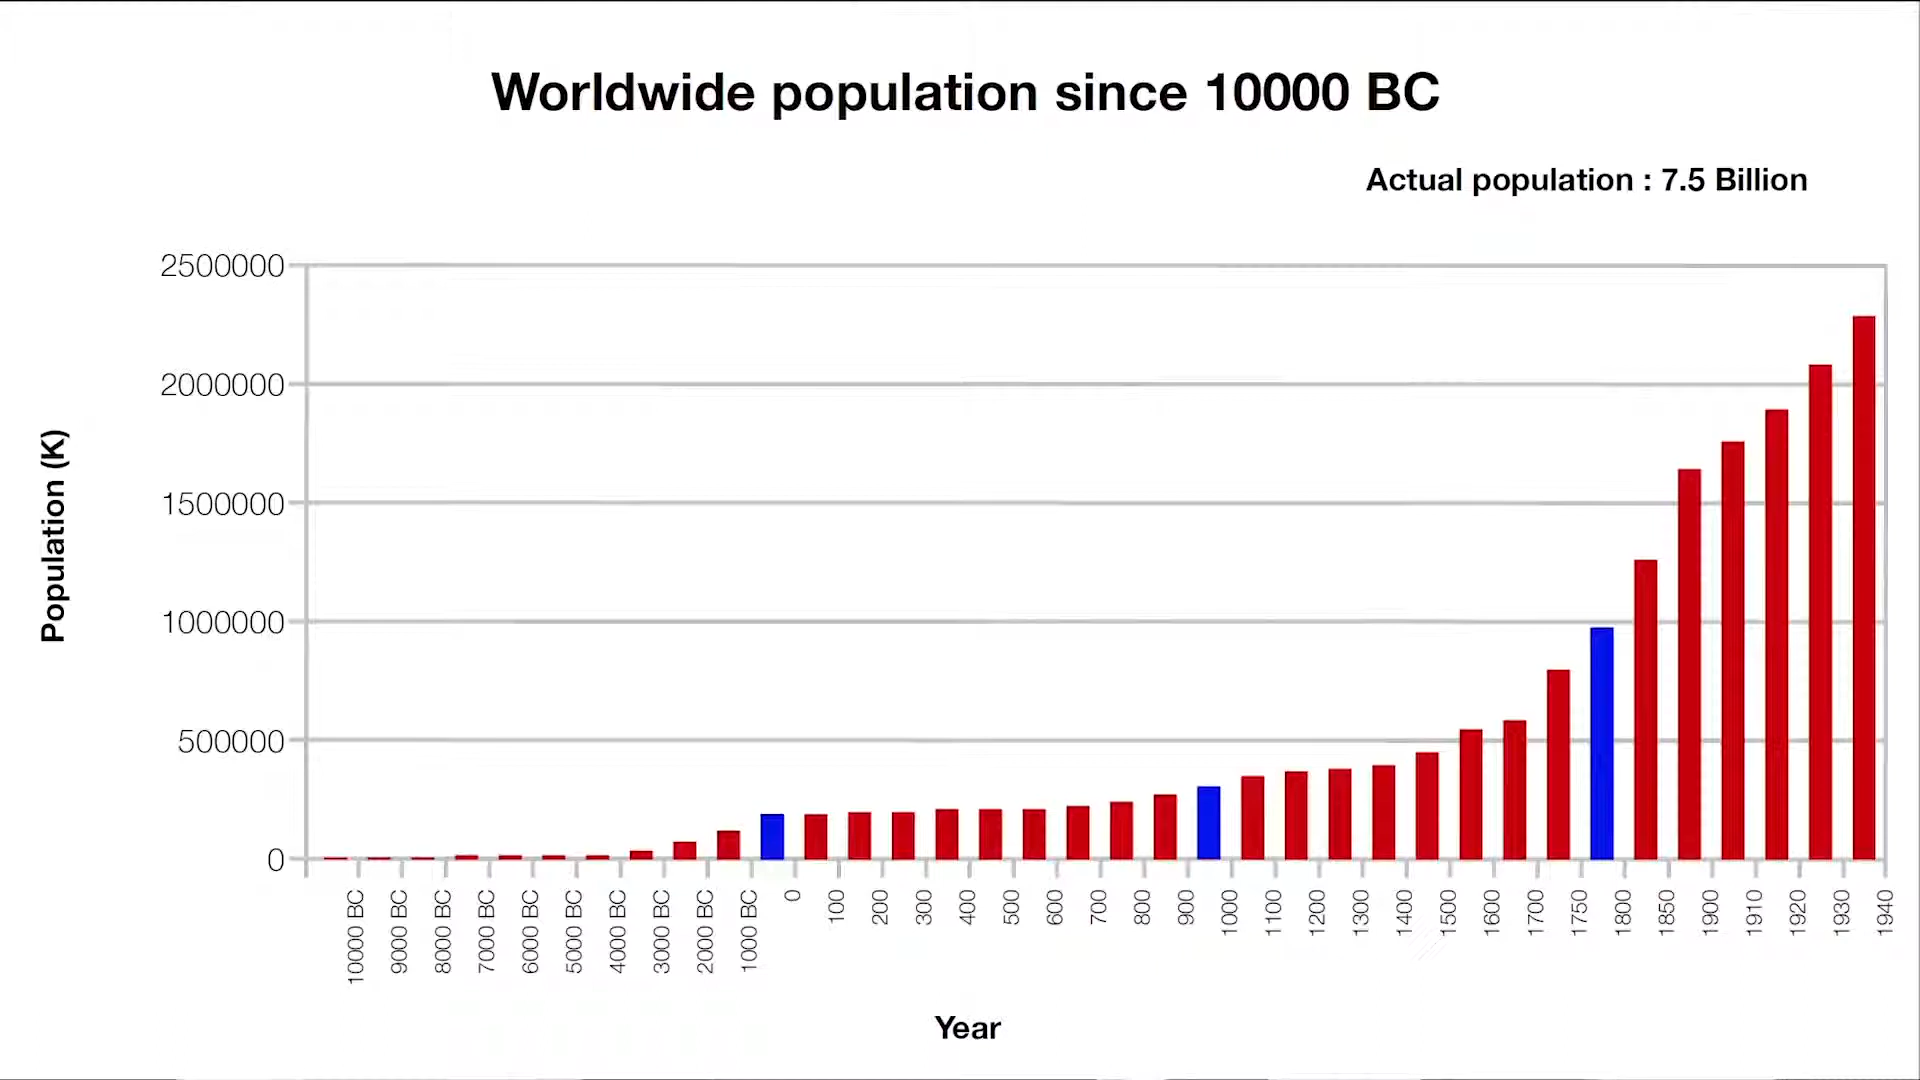 Worldwide population since 10000 BC
Actual population : 7.5 Billion
Population (K)
2500000
2000000
1500000
1000000
500000
0
10000 BC
9000 BC
8000 BC
7000 BC
6000 BC
5000 BC
4000 BC
3000 BC
2000 BC
1000 BC
0
100
200
300
400
500
600
700
800
900
1000
1100
1200
1300
1400
1500
1600
1700
1750
1800
1850
1900
1910
1920
1930
1940
Year